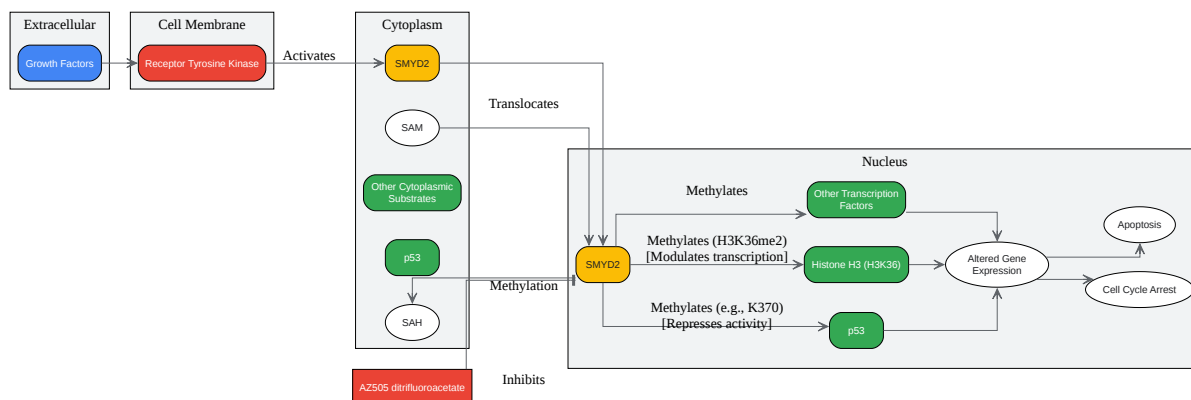 Extracellular
Growth Factors
Cell Membrane
Receptor Tyrosine Kinase
Activates
Cytoplasm
SMYD2
SAM
Other Cytoplasmic
Substrates
p53
SAH
Translocates
Methylation
AZ505 ditrifluoroacetate
Inhibits
Nucleus
SMYD2
Methylates
Other Transcription
Factors
Methylates (H3K36me2)
[Modulates transcription]
Histone H3 (H3K36)
Methylates (e.g., K370)
[Represses activity]
p53
Altered Gene
Expression
Apoptosis
Cell Cycle Arrest